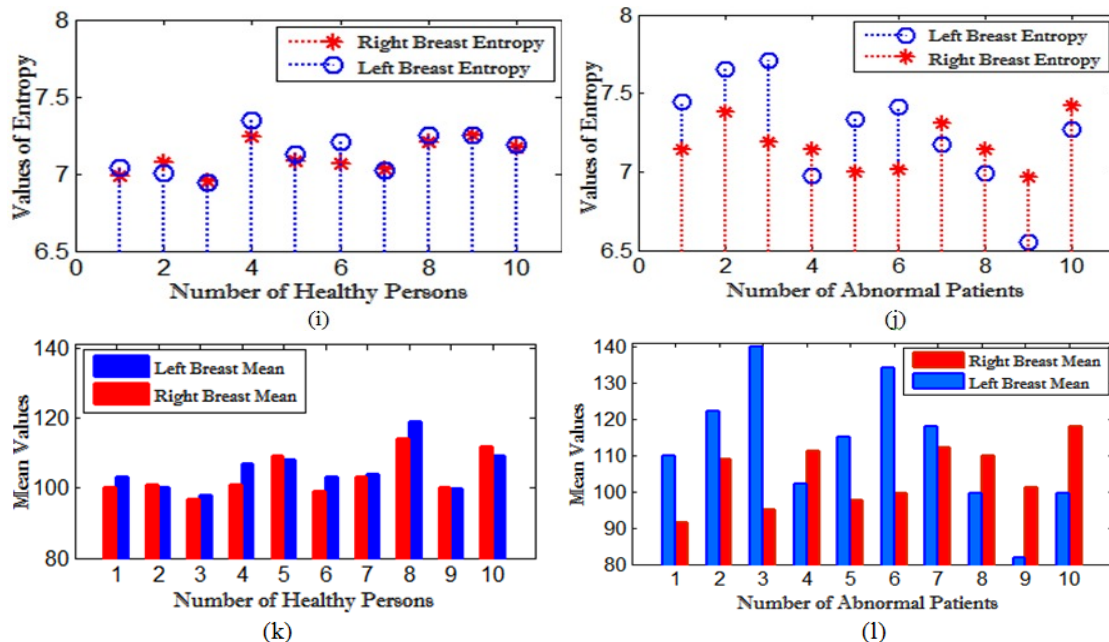 8
7.5
7
6.5
Values of Entropy
Right Breast Entropy
Left Breast Entropy
0 2 4 6 8 10
Number of Healthy Persons
(i)
8
7.5
7
6.5
Values of Entropy
Left Breast Entropy
Right Breast Entropy
0 2 4 6 8 10
Number of Abnormal Patients
(j)
140
120
100
80
Mean Values
Left Breast Mean
Right Breast Mean
1 2 3 4 5 6 7 8 9 10
Number of Healthy Persons
(k)
140
130
120
110
100
90
80
Mean Values
Right Breast Mean
Left Breast Mean
1 2 3 4 5 6 7 8 9 10
Number of Abnormal Patients
(l)